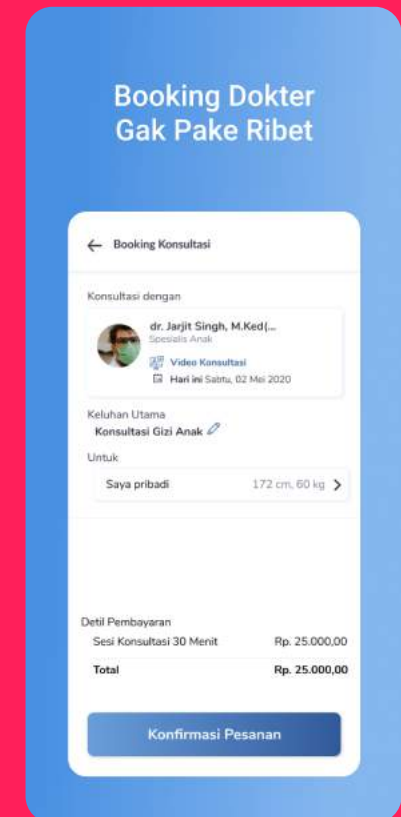 Booking Dokter
Gak Pake Ribet
Booking Konsultasi
Konsultasi dengan
dr. Jarjit Singh, M.Ked(...
Spesialis Anak
Video Konsultasi
Hari ini Sabtu, 02 Mei 2020
Keluhan Utama
Konsultasi Gizi Anak
Untuk
Saya pribadi 172 cm, 60 kg
Detil Pembayaran
Sesi Konsultasi 30 Menit Rp. 25.000,00
Total Rp. 25.000,00
Konfirmasi Pesanan